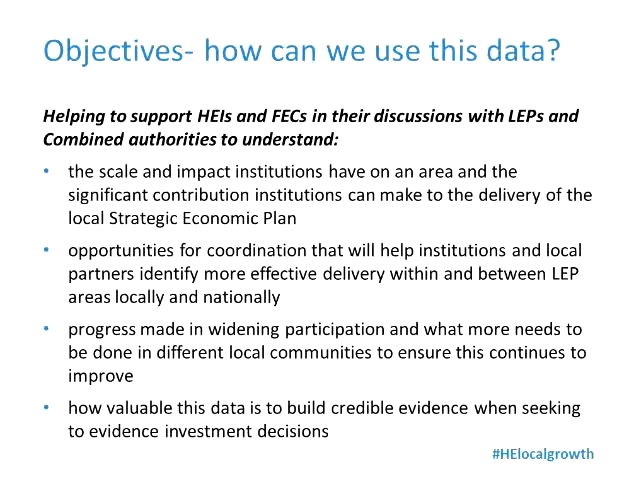 Objectives- how can we use this data?
Helping to support HEIs and FECs in their discussions with LEPs and
Combined authorities to understand:
• the scale and impact institutions have on an area and the
significant contribution institutions can make to the delivery of the
local Strategic Economic Plan
• opportunities for coordination that will help institutions and local
partners identify more effective delivery within and between LEP
areas locally and nationally
• progress made in widening participation and what more needs to
be done in different local communities to ensure this continues to
improve
• how valuable this data is to build credible evidence when seeking
to evidence investment decisions
#HElocalgrowth